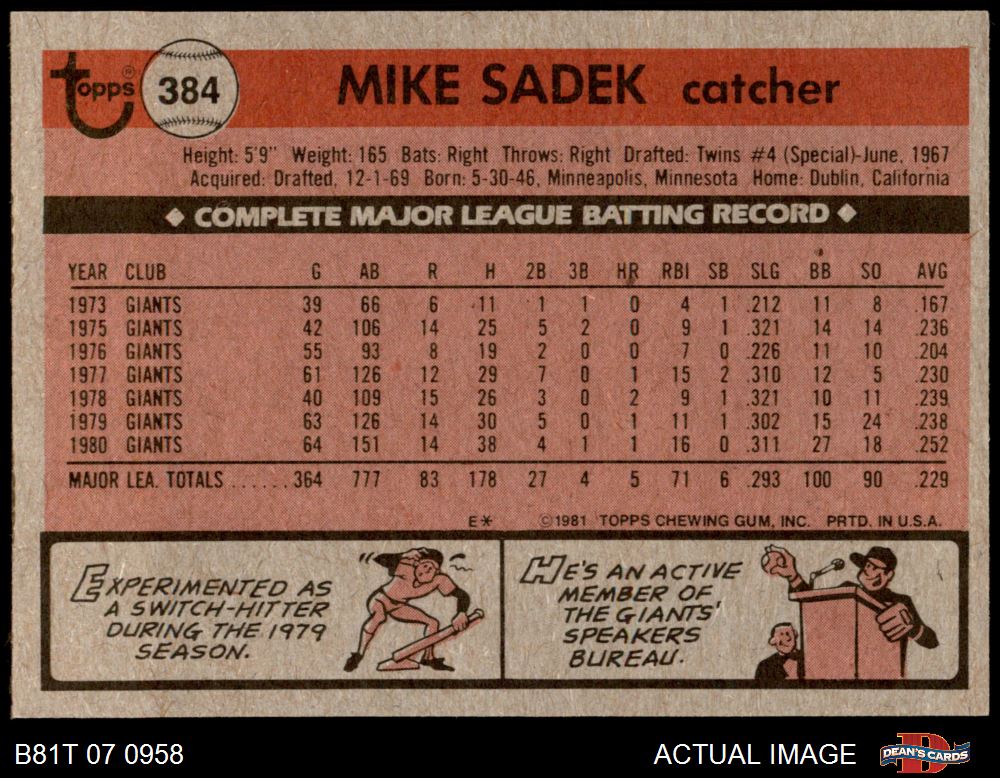 Topps® 384 MIKE SADEK catcher
Height: 5'9" Weight: 165 Bats: Right Throws: Right Drafted: Twins #4 (Special)-June, 1967
Acquired: Drafted, 12-1-69 Born: 5-30-46, Minneapolis, Minnesota Home: Dublin, California
COMPLETE MAJOR LEAGUE BATTING RECORD
YEAR CLUB G AB R H 2B 3B HR RBI SB SLG BB SO AVG
1973 GIANTS 39 66 6 11 1 1 0 4 1 .212 11 8 .167
1975 GIANTS 42 106 14 25 5 2 0 9 1 .321 14 14 .236
1976 GIANTS 55 93 8 19 2 0 0 7 0 .226 11 10 .204
1977 GIANTS 61 126 12 29 7 0 1 15 2 .310 12 5 .230
1978 GIANTS 40 109 15 26 3 0 2 9 1 .321 10 11 .239
1979 GIANTS 63 126 14 30 5 0 1 11 1 .302 15 24 .238
1980 GIANTS 64 151 14 38 4 1 1 16 0 .311 27 18 .252
MAJOR LEA. TOTALS ......364 777 83 178 27 4 5 71 6 .293 100 90 .229
E* ©1981 TOPPS CHEWING GUM, INC. PRTD. IN U.S.A.
EXPERIMENTED AS
A SWITCH-HITTER
DURING THE 1979
SEASON.
HE'S AN ACTIVE
MEMBER OF
THE GIANTS'
SPEAKERS
BUREAU.
B81T 07 0958 ACTUAL IMAGE D DEAN'S CARDS